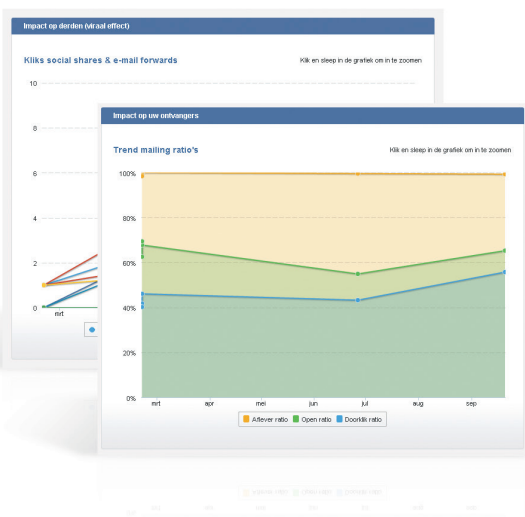 Impact op derden (viraal effect)
Kliks social shares & e-mail forwards
Klik en sleep in de grafiek om in te zoomen
10
8
6
4
2
0
mrt
Impact op uw ontvangers
Trend mailing ratio's
Klik en sleep in de grafiek om in te zoomen
100%
80%
60%
40%
20%
0%
mrt apr mei jun jul aug sep
Aflever ratio Open ratio Doorklik ratio